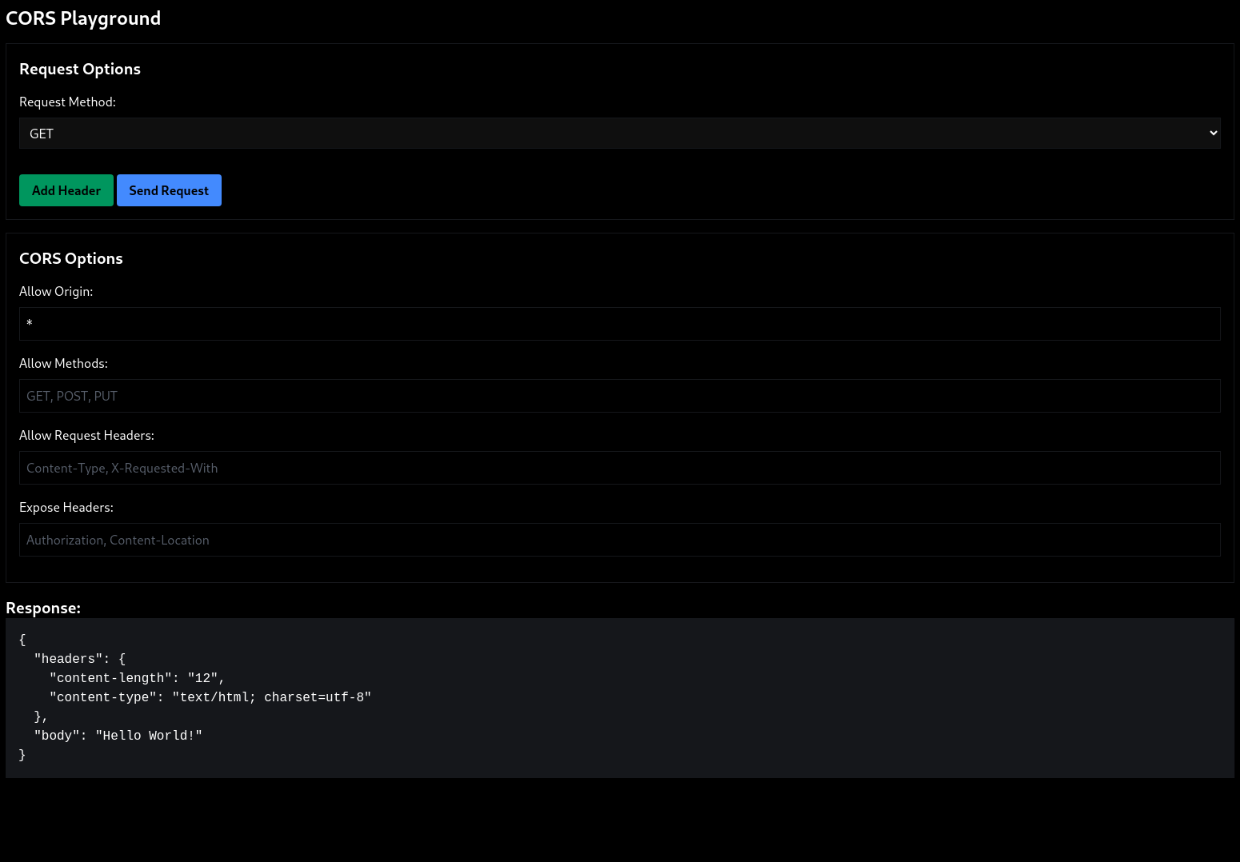 CORS Playground
Request Options
Request Method:
GET
Add Header Send Request
CORS Options
Allow Origin:
*
Allow Methods:
GET, POST, PUT
Allow Request Headers:
Content-Type, X-Requested-With
Expose Headers:
Authorization, Content-Location
Response:
{
  "headers": {
    "content-length": "12",
    "content-type": "text/html; charset=utf-8"
  },
  "body": "Hello World!"
}